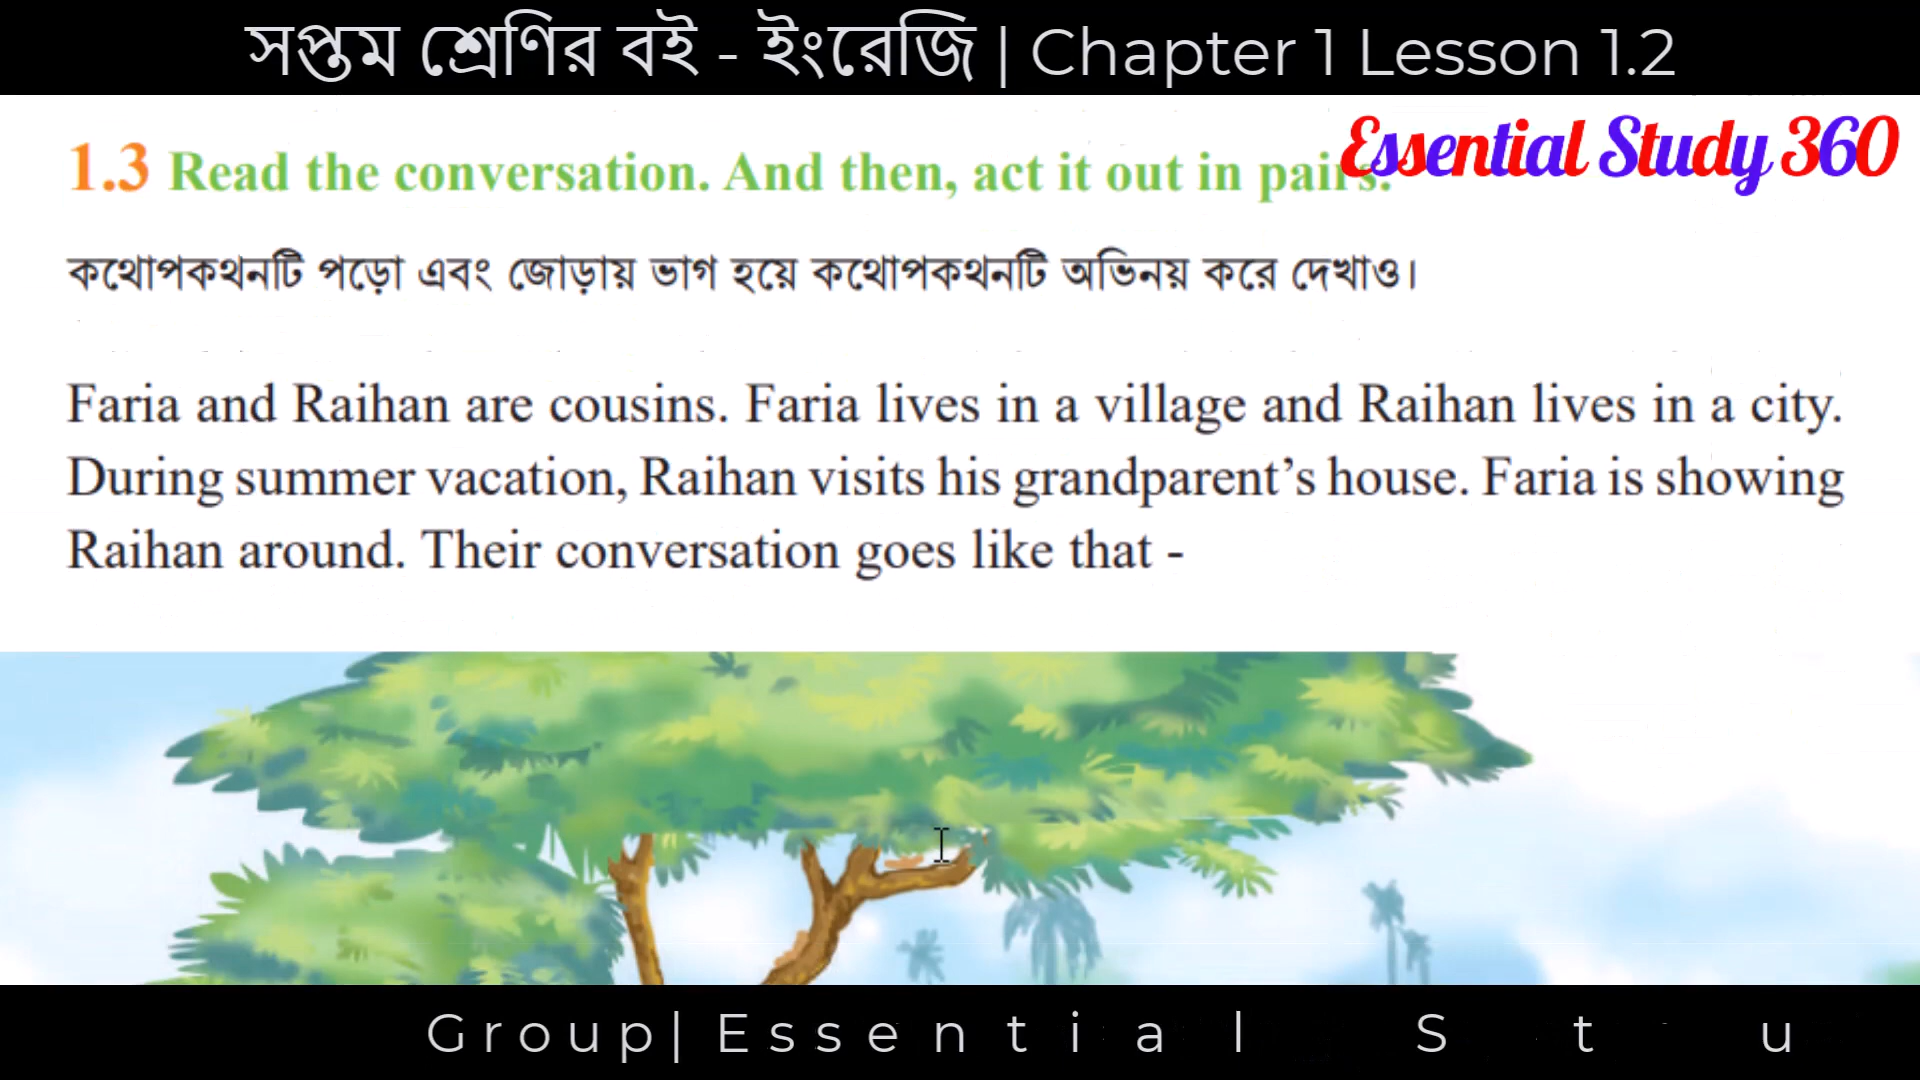 সপ্তম শ্রেণির বই - ইংরেজি | Chapter 1 Lesson 1.2
Essential Study 360
1.3 Read the conversation. And then, act it out in pairs.
কথোপকথনটি পড়ো এবং জোড়ায় ভাগ হয়ে কথোপকথনটি অভিনয় করে দেখাও।
Faria and Raihan are cousins. Faria lives in a village and Raihan lives in a city.
During summer vacation, Raihan visits his grandparent’s house. Faria is showing
Raihan around. Their conversation goes like that -
Group| Essential Stu